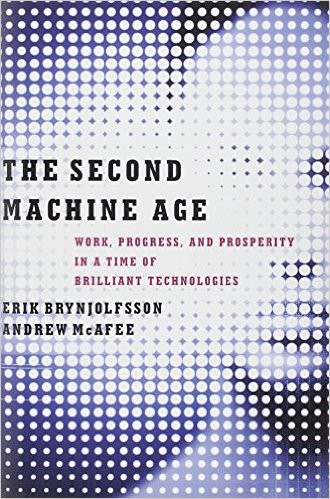 THE SECOND
MACHINE AGE
WORK, PROGRESS, AND PROSPERITY
IN A TIME OF
BRILLIANT TECHNOLOGIES
ERIK BRYNJOLFSSON
ANDREW McAFEE